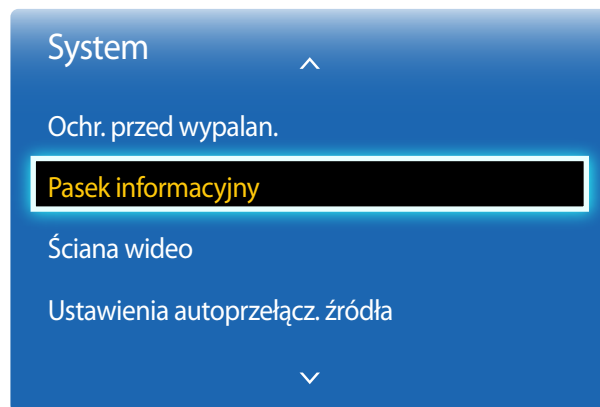 System
Ochr. przed wypalan.
Pasek informacyjny
Ściana wideo
Ustawienia autoprzełącz. źródła